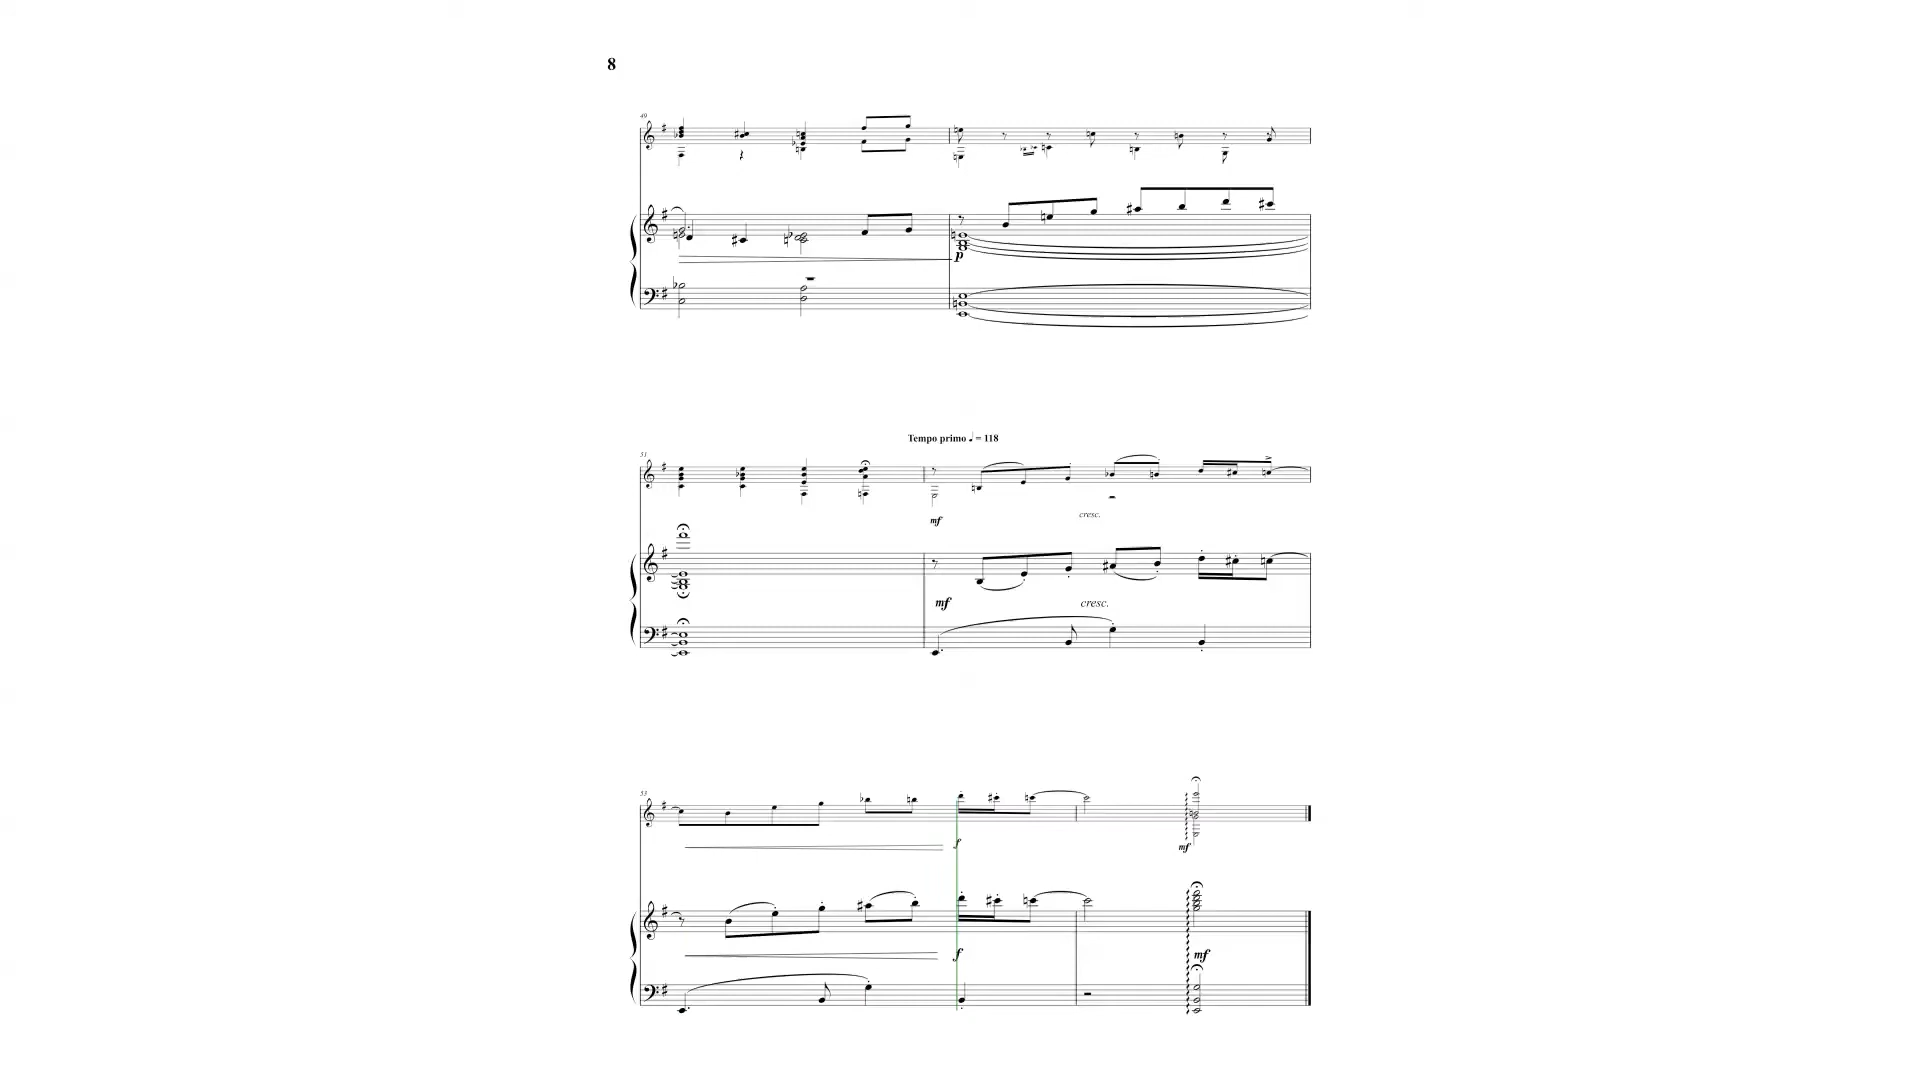 8
49
p
Tempo primo ♩ = 118
51
mf
cresc.
mf
cresc.
53
f
mf
f
mf